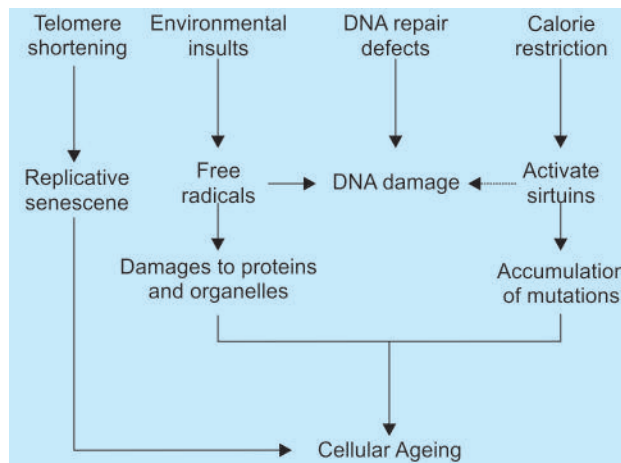 Telomere
shortening
Environmental
insults
DNA repair
defects
Calorie
restriction
Replicative
senescene
Free
radicals
DNA damage
Activate
sirtuins
Damages to proteins
and organelles
Accumulation
of mutations
Cellular Ageing